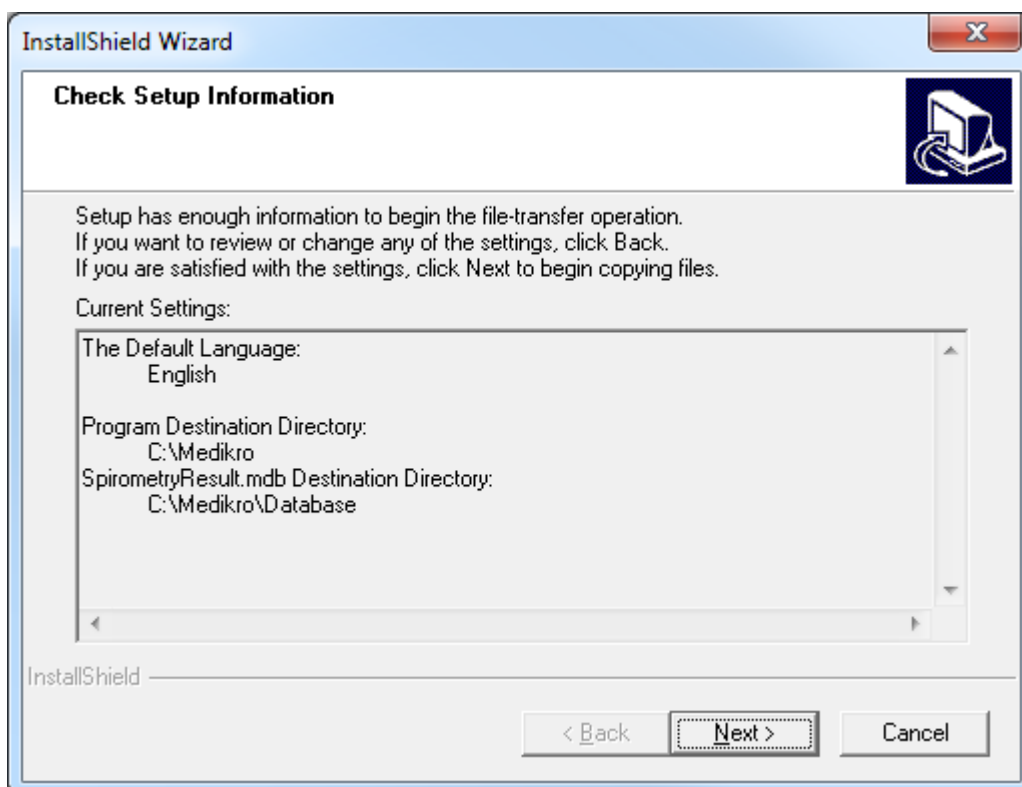 InstallShield Wizard
Check Setup Information
Setup has enough information to begin the file-transfer operation.
If you want to review or change any of the settings, click Back.
If you are satisfied with the settings, click Next to begin copying files.
Current Settings:
The Default Language:
English
Program Destination Directory:
C:\Medikro
SpirometryResult.mdb Destination Directory:
C:\Medikro\Database
InstallShield
< Back
Next >
Cancel